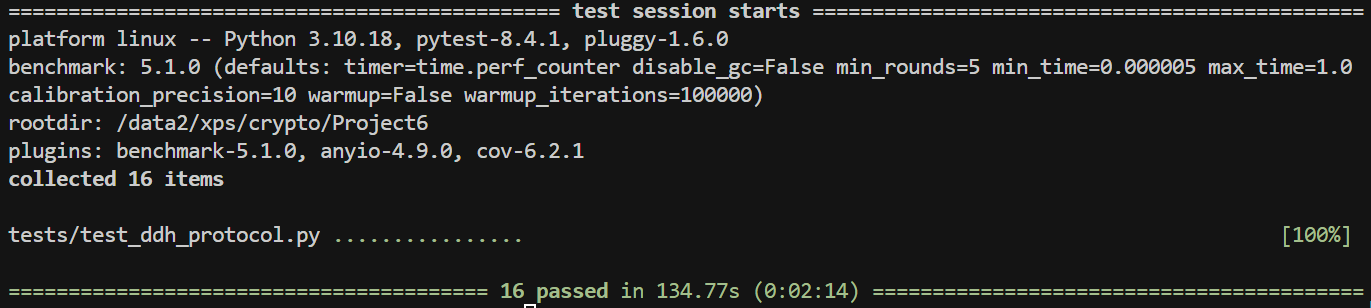 ============================================== test session starts ==============================================
platform linux -- Python 3.10.18, pytest-8.4.1, pluggy-1.6.0
benchmark: 5.1.0 (defaults: timer=time.perf_counter disable_gc=False min_rounds=5 min_time=0.000005 max_time=1.0
calibration_precision=10 warmup=False warmup_iterations=100000)
rootdir: /data2/xps/crypto/Project6
plugins: benchmark-5.1.0, anyio-4.9.0, cov-6.2.1
collected 16 items
tests/test_ddh_protocol.py ................ [100%]
======================================== 16 passed in 134.77s (0:02:14) =========================================